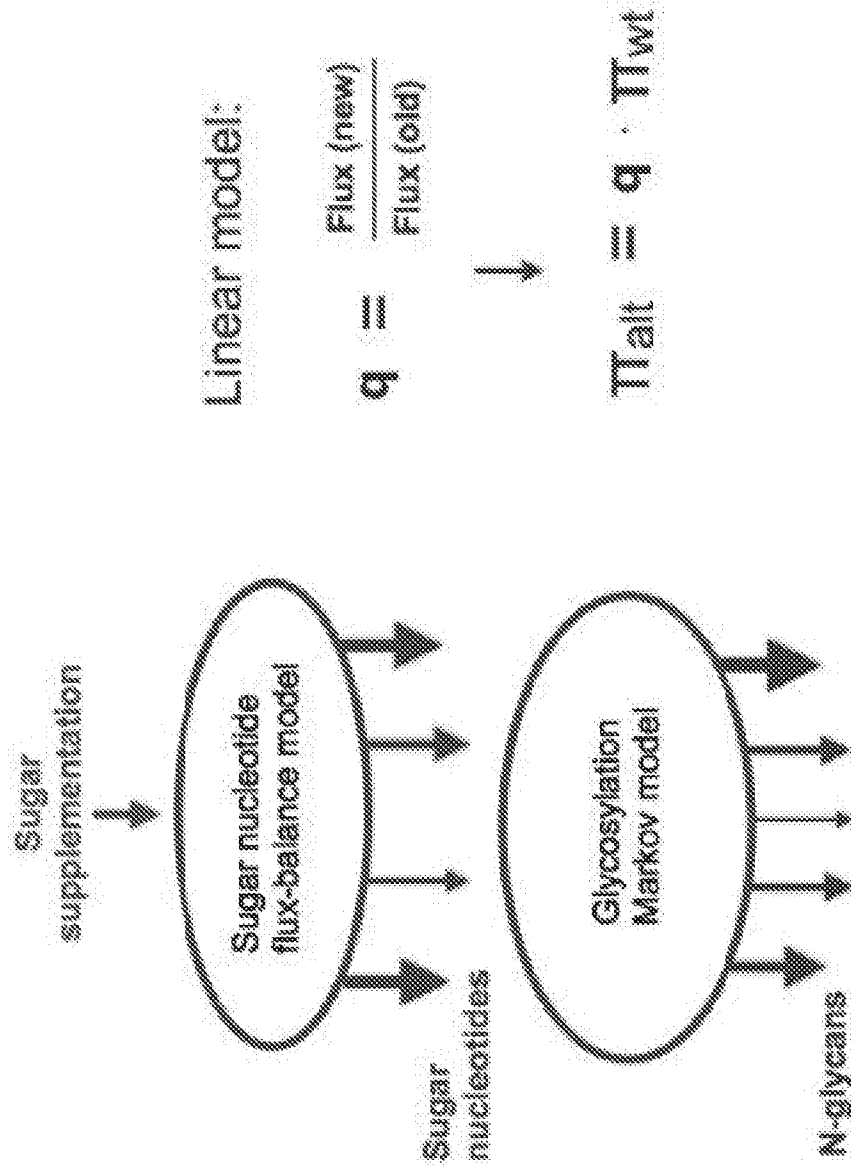 Sugar
supplementation
Sugar nucleotide
flux-balance model
Sugar
nucleotides
Glycosylation
Markov model
N-glycans
Linear model:
q = Flux (new)
Flux (old)
πalt = q · πwt